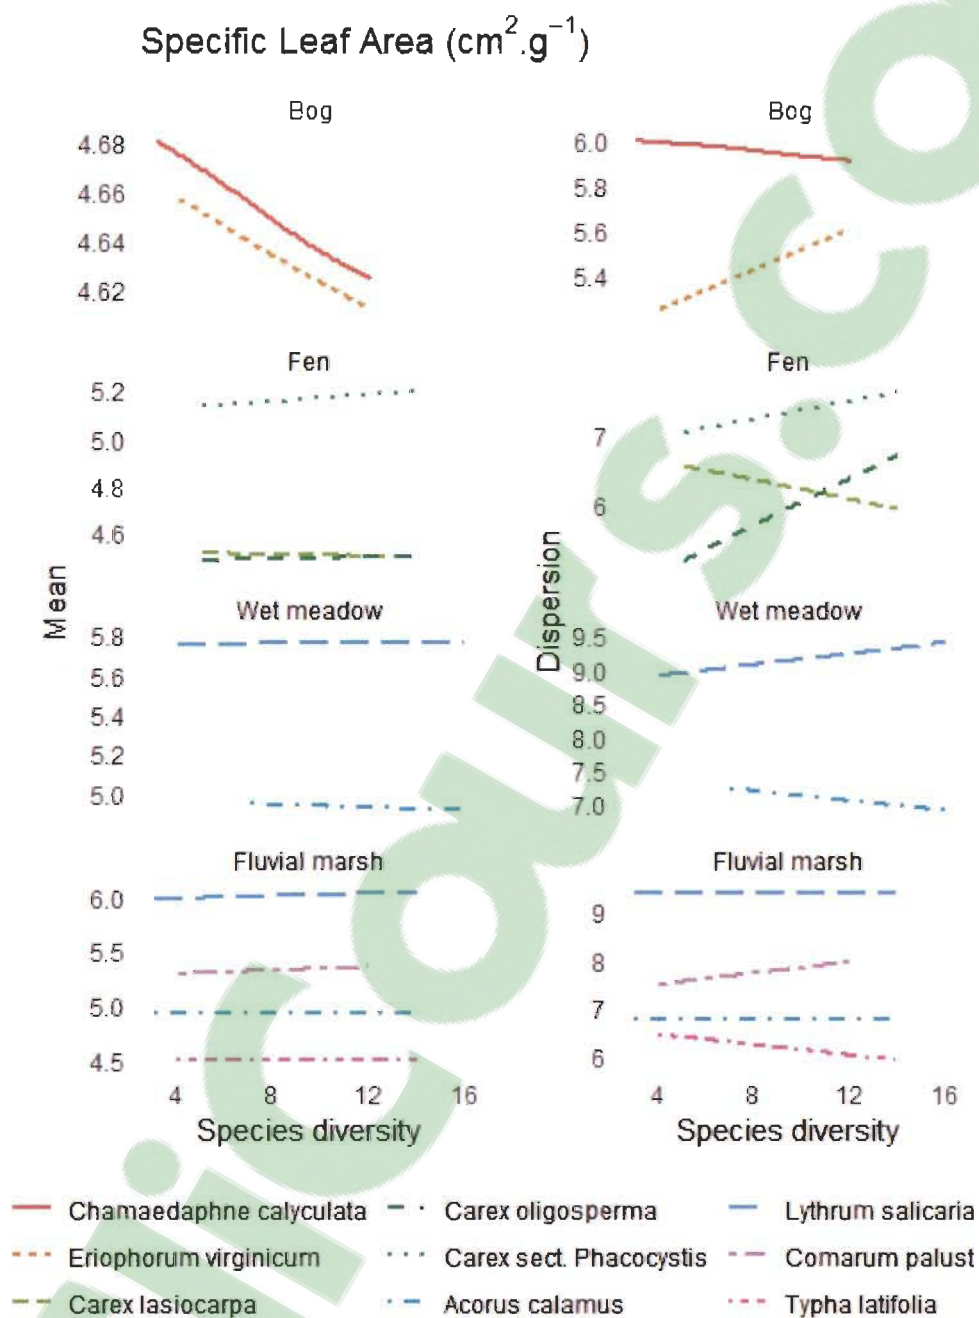 Specific Leaf Area (cm².g⁻¹)
Bog
4.68
4.66
4.64
4.62
Bog
6.0
5.8
5.6
5.4
Fen
5.2
5.0
4.8
4.6
Fen
7
6
Mean
Dispersion
Wet meadow
5.8
5.6
5.4
5.2
5.0
Wet meadow
9.5
9.0
8.5
8.0
7.5
7.0
Fluvial marsh
6.0
5.5
5.0
4.5
Fluvial marsh
9
8
7
6
4 8 12 16
4 8 12 16
Species diversity
Species diversity
Chamaedaphne calyculata Carex oligosperma Lythrum salicaria
Eriophorum virginicum Carex sect. Phacocystis Comarum palust
Carex lasiocarpa Acorus calamus Typha latifolia
licours.co